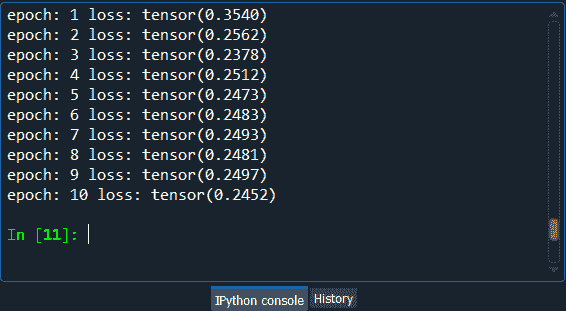 epoch: 1 loss: tensor(0.3540)
epoch: 2 loss: tensor(0.2562)
epoch: 3 loss: tensor(0.2378)
epoch: 4 loss: tensor(0.2512)
epoch: 5 loss: tensor(0.2473)
epoch: 6 loss: tensor(0.2483)
epoch: 7 loss: tensor(0.2493)
epoch: 8 loss: tensor(0.2481)
epoch: 9 loss: tensor(0.2497)
epoch: 10 loss: tensor(0.2452)
In [11]:
IPython console History